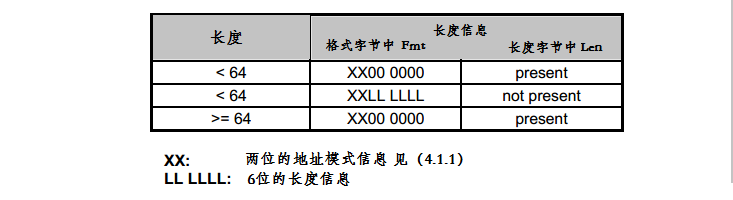 长度 长度信息
格式字节中 Fmt 长度字节中 Len
< 64 XX00 0000 present
< 64 XXLL LLLL not present
>= 64 XX00 0000 present
XX: 两位的地址模式信息 见（4.1.1）
LL LLLL: 6位的长度信息